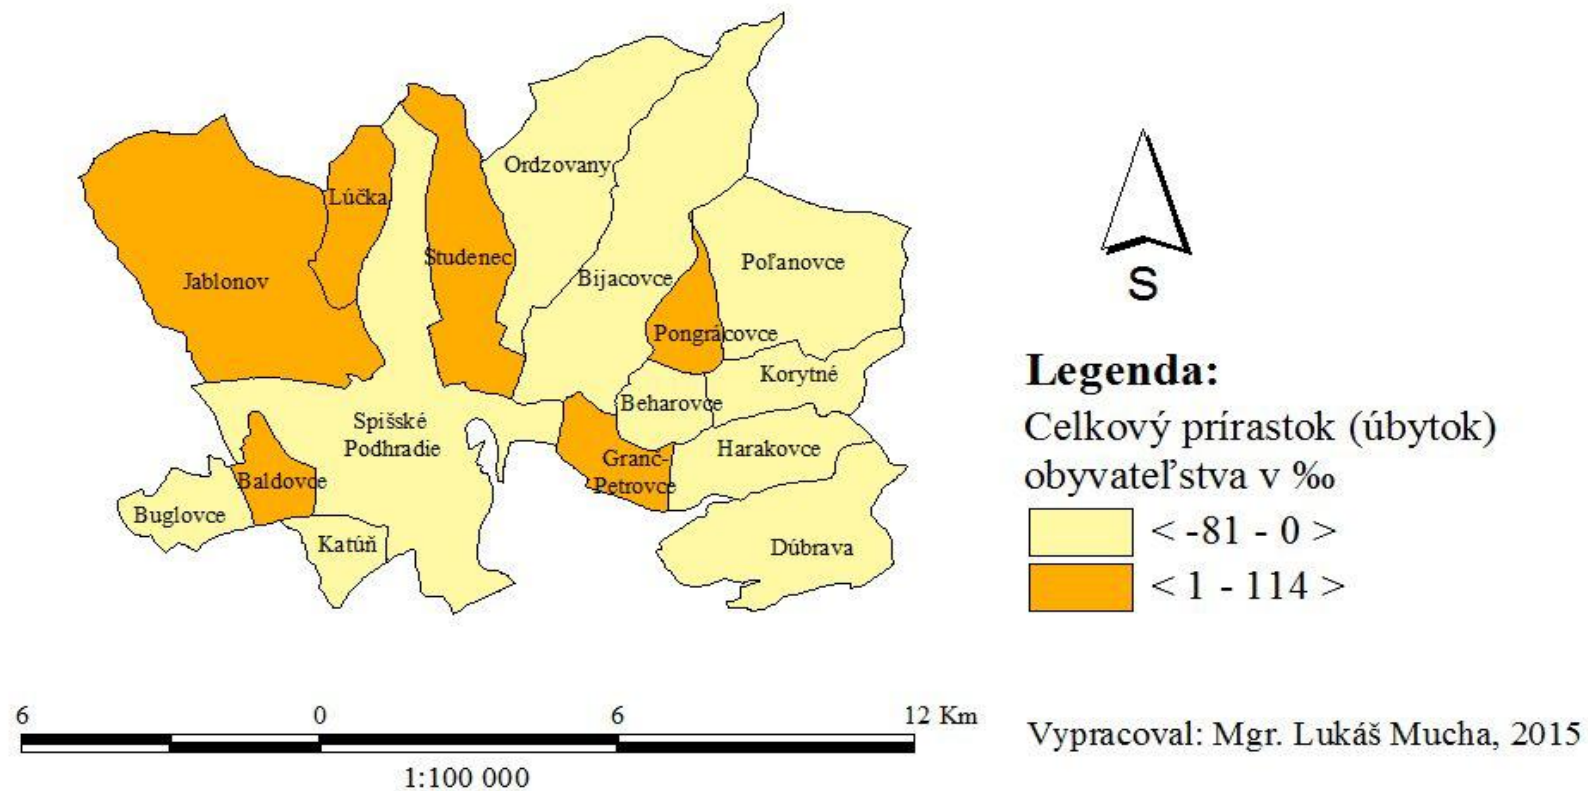 Ordzovany
Lúčka
Studenec
Jablonov
Bijacovce
Poľanovce
Pongrácovce
Korytné
Beharovce
Spišské
Podhradie
Harakovce
Granč-
Petrovce
Baldovce
Buglovce
Katúň
Dúbrava
S
Legenda:
Celkový prírastok (úbytok)
obyvateľstva v ‰
< -81 - 0 >
< 1 - 114 >
6 0 6 12 Km
1:100 000
Vypracoval: Mgr. Lukáš Mucha, 2015